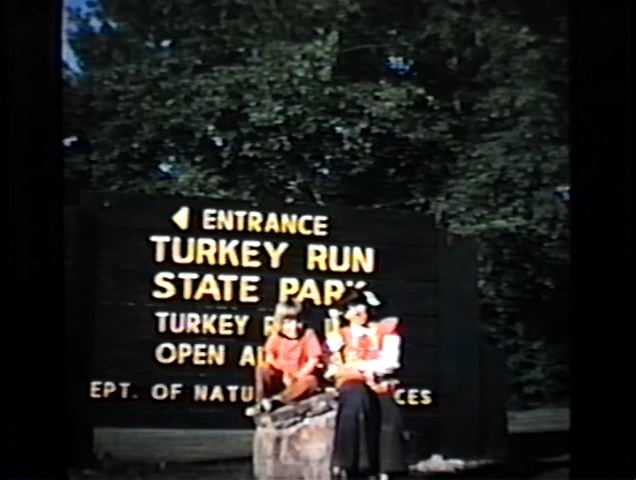 ENTRANCE
TURKEY RUN
STATE PARK
TURKEY
OPEN
EPT. OF NATU CES